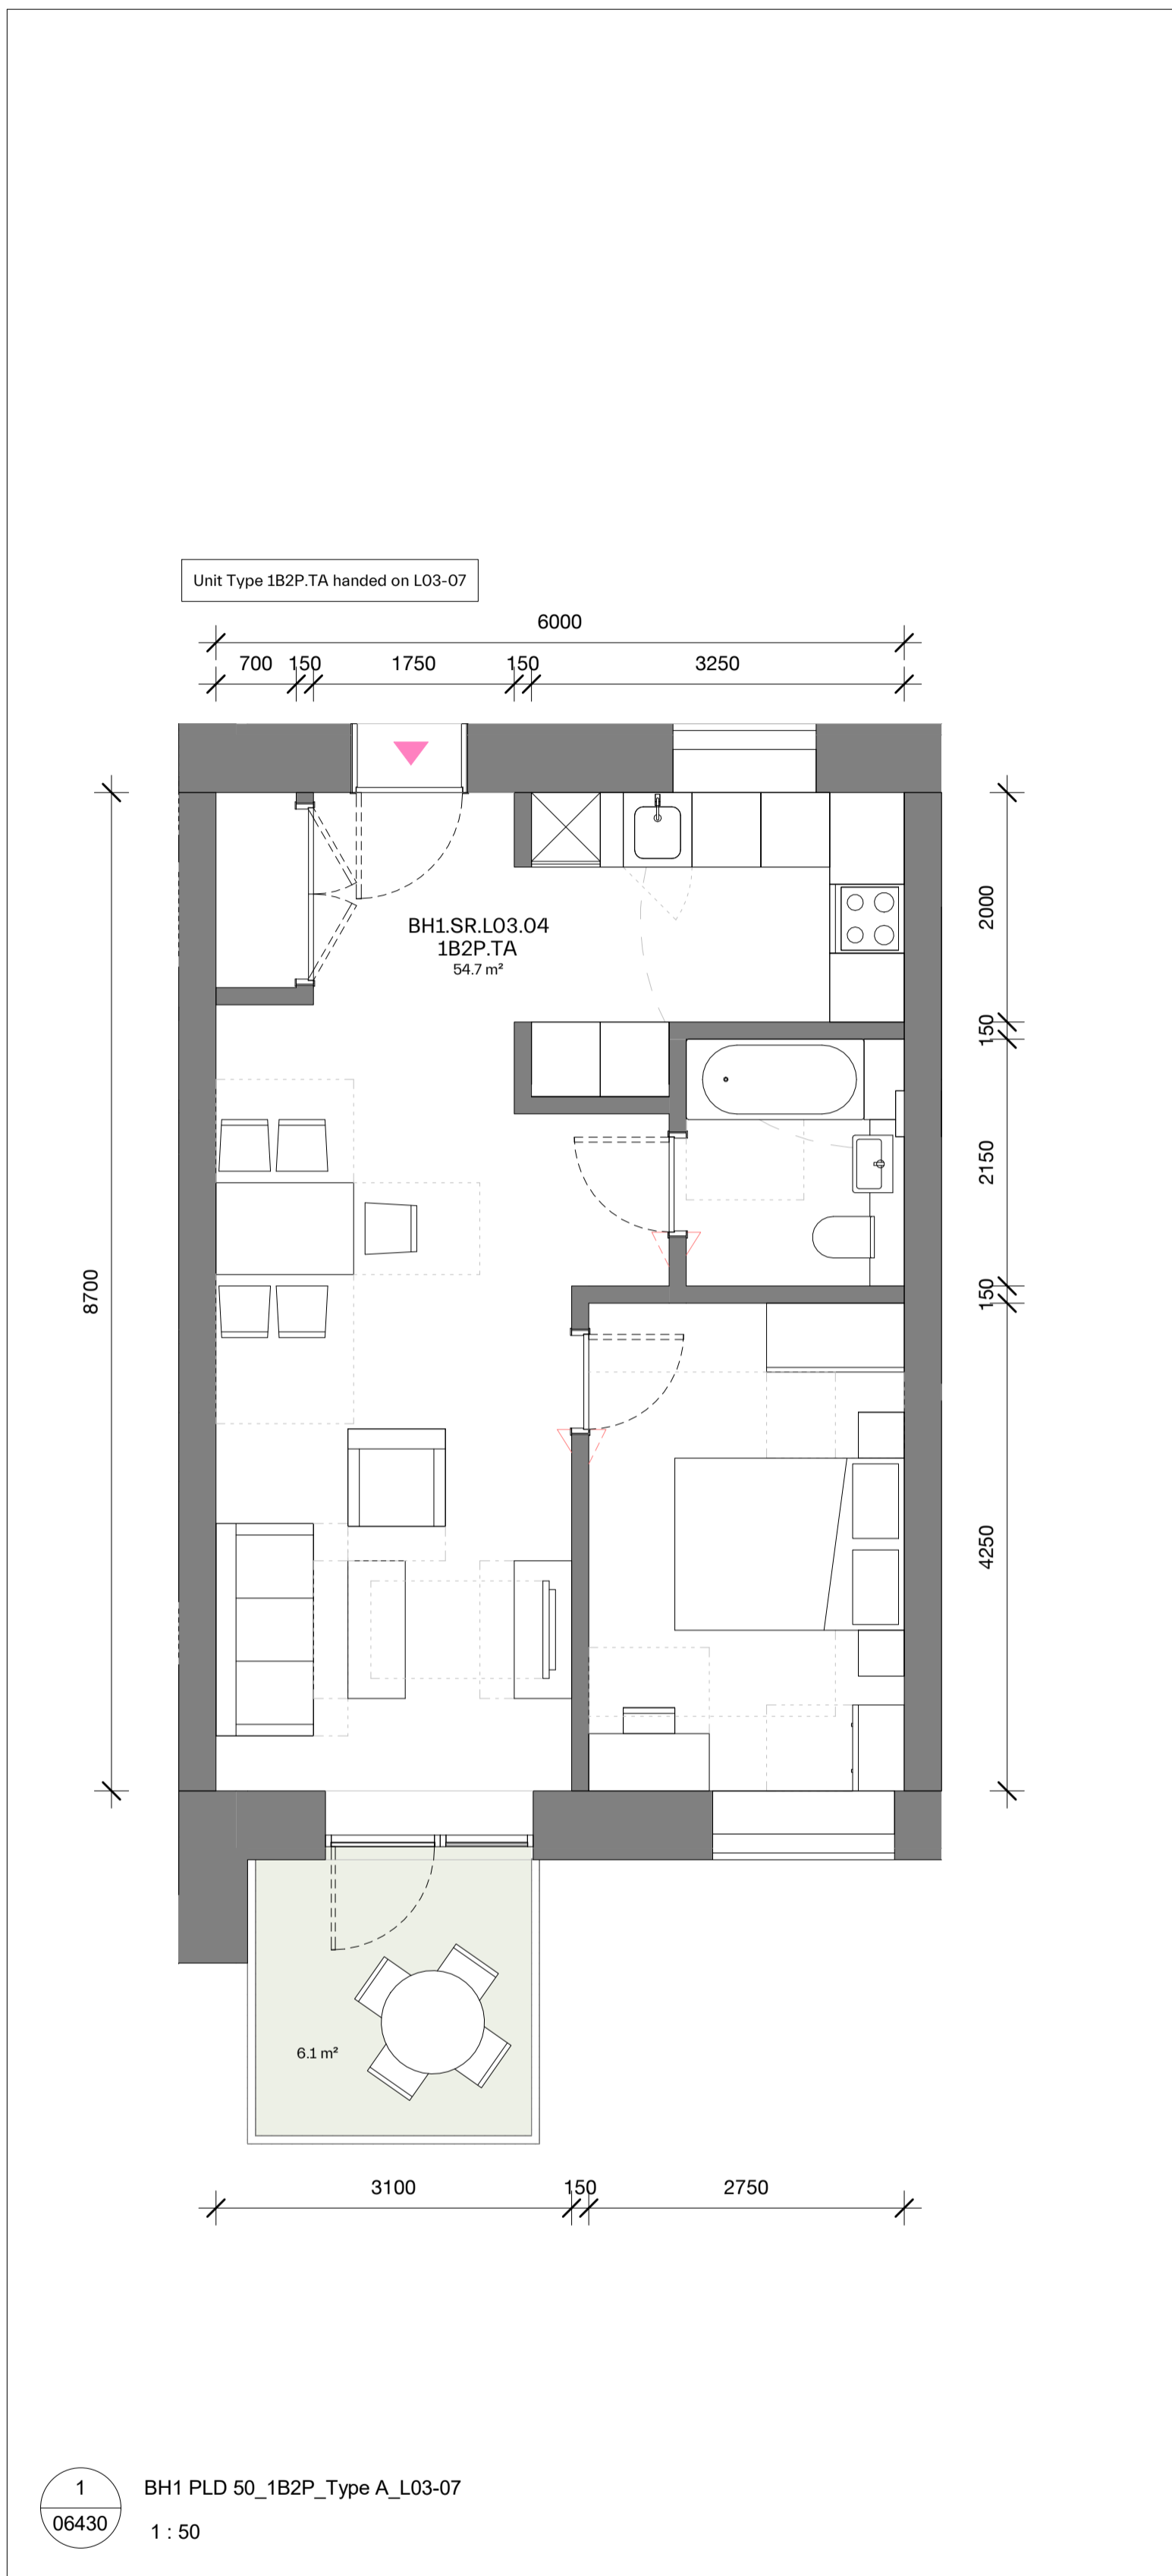 Unit Type 1B2P.TA handed on L03-07
6000
700 150 1750 150 3250
BH1.SR.L03.04
1B2P.TA
54.7 m²
2000
150
2150
150
4250
8700
6.1 m²
3100 150 2750
1
06430
BH1 PLD 50_1B2P_Type A_L03-07
1 : 50